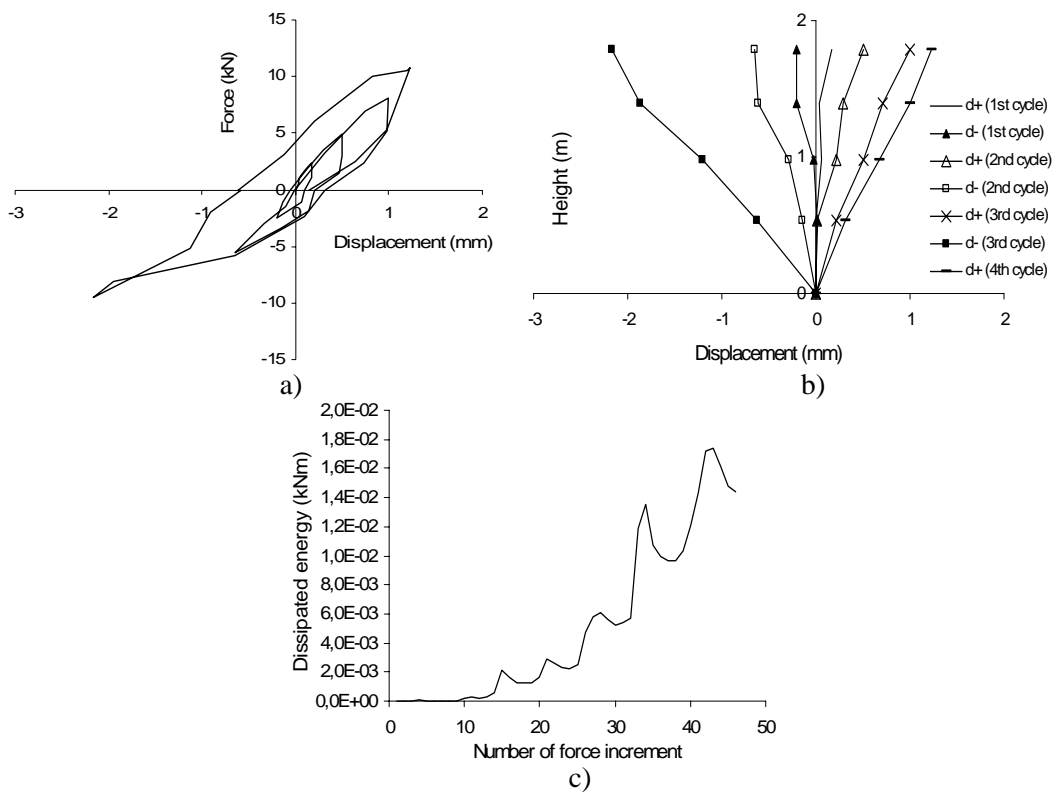 15
10
5
0
-5
-10
-15
-3
-2
-1
0
1
2
Force (kN)
Displacement (mm)
a)
2
1
0
-3
-2
-1
0
1
2
Height (m)
Displacement (mm)
d+ (1st cycle)
d- (1st cycle)
d+ (2nd cycle)
d- (2nd cycle)
d+ (3rd cycle)
d- (3rd cycle)
d+ (4th cycle)
b)
2,0E-02
1,8E-02
1,6E-02
1,4E-02
1,2E-02
1,0E-02
8,0E-03
6,0E-03
4,0E-03
2,0E-03
0,0E+00
0
10
20
30
40
50
Dissipated energy (kNm)
Number of force increment
c)